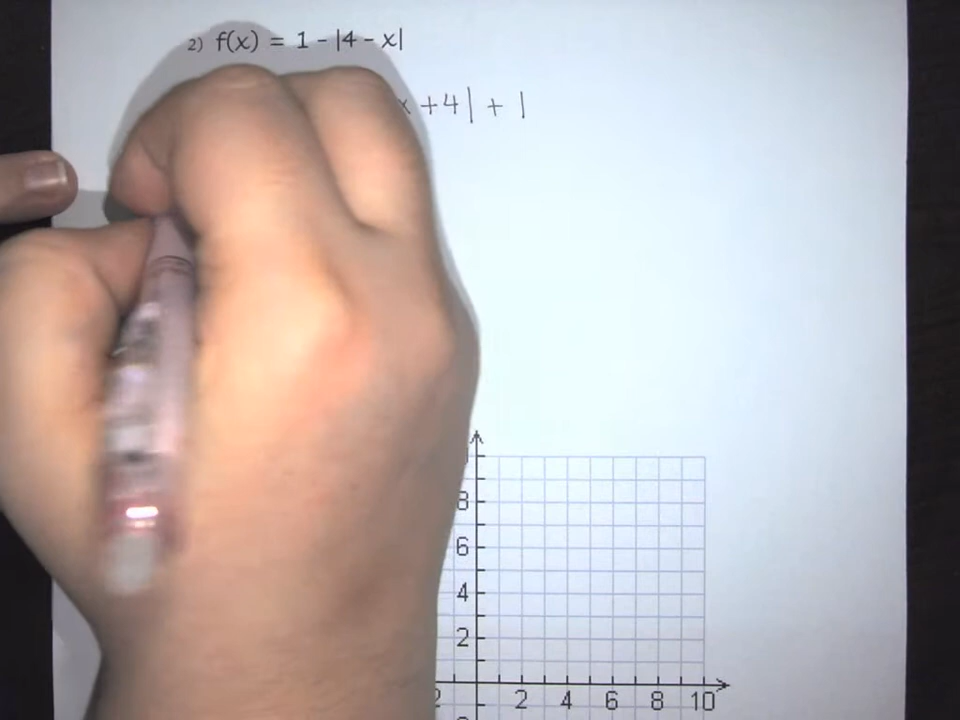 2) f(x) = 1 - |4 - x|
x + 4| + 1
8
6
4
2
2 4 6 8 10